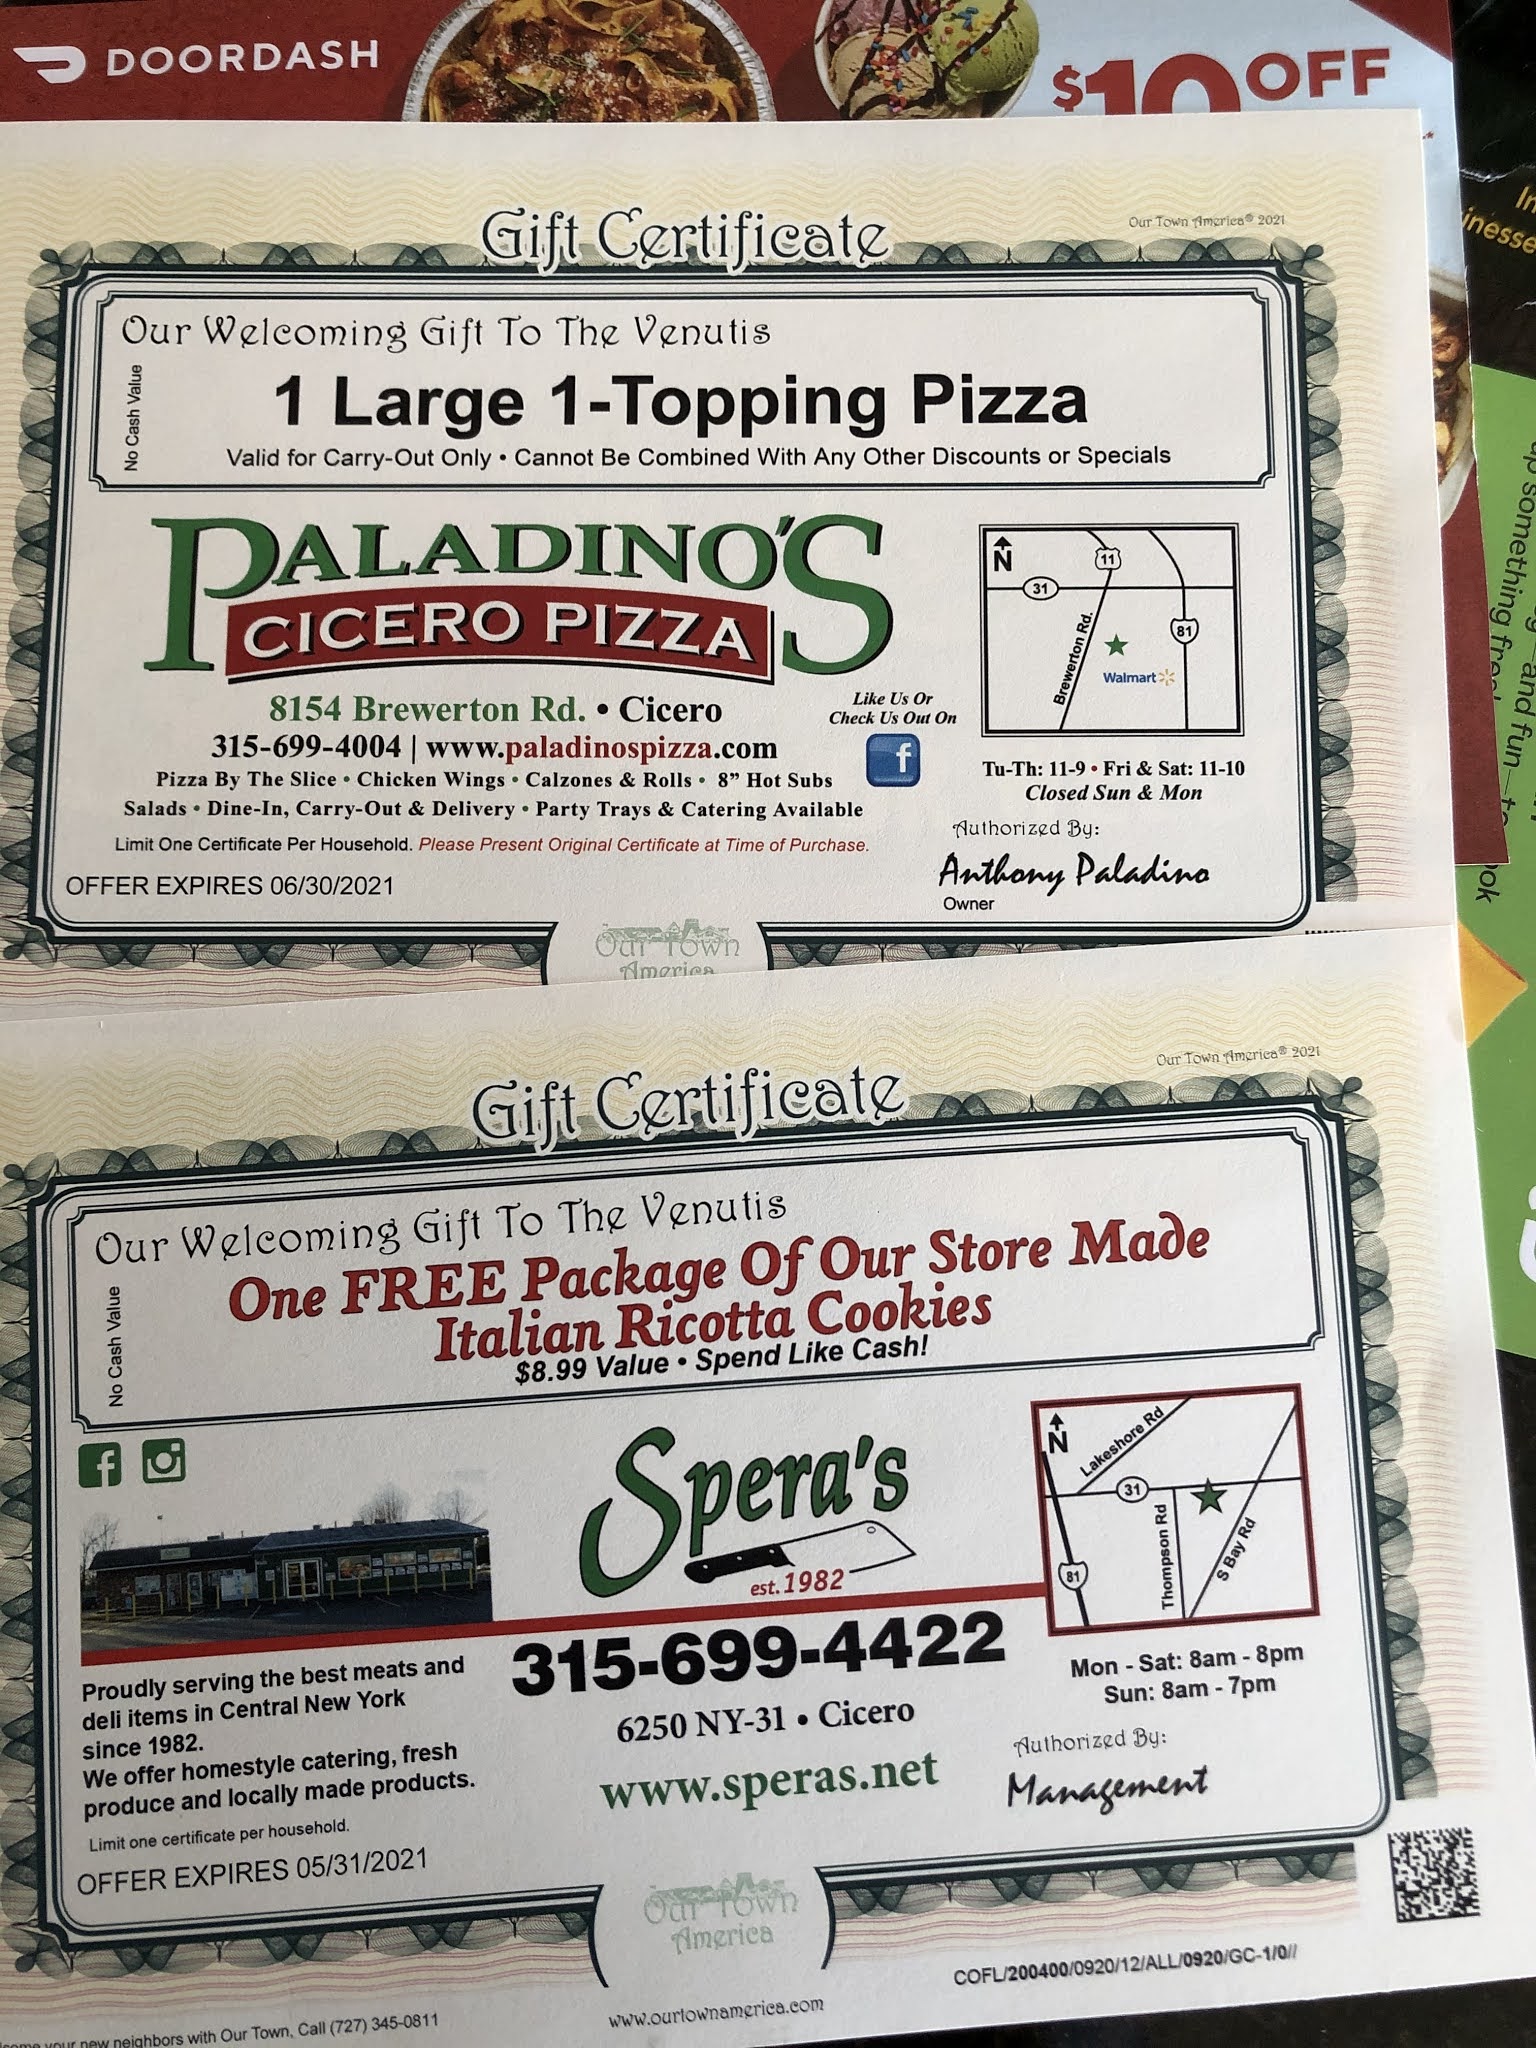 DOORDASH
$10 OFF
Our Town America® 2021
Gift Certificate
Our Welcoming Gift To The Venutis
No Cash Value
1 Large 1-Topping Pizza
Valid for Carry-Out Only • Cannot Be Combined With Any Other Discounts or Specials
PALADINO'S
CICERO PIZZA
8154 Brewerton Rd. • Cicero
315-699-4004 | www.paladinospizza.com
Pizza By The Slice • Chicken Wings • Calzones & Rolls • 8” Hot Subs
Salads • Dine-In, Carry-Out & Delivery • Party Trays & Catering Available
Limit One Certificate Per Household. Please Present Original Certificate at Time of Purchase.
OFFER EXPIRES 06/30/2021
Like Us Or
Check Us Out On
f
N
11
31
81
Brewerton Rd.
Walmart
Tu-Th: 11-9 • Fri & Sat: 11-10
Closed Sun & Mon
Authorized By:
Anthony Paladino
Owner
Our Town
America
up something free
and fun
Our Town America® 2021
Gift Certificate
Our Welcoming Gift To The Venutis
No Cash Value
One FREE Package Of Our Store Made
Italian Ricotta Cookies
$8.99 Value • Spend Like Cash!
f
Spera's
est. 1982
315-699-4422
6250 NY-31 • Cicero
www.speras.net
Proudly serving the best meats and
deli items in Central New York
since 1982.
We offer homestyle catering, fresh
produce and locally made products.
Limit one certificate per household.
OFFER EXPIRES 05/31/2021
N
Lakeshore Rd
31
81
Thompson Rd
S Bay Rd
Mon - Sat: 8am - 8pm
Sun: 8am - 7pm
Authorized By:
Management
Our Town
America
COFL/200400/0920/12/ALL/0920/GC-1/0//
www.ourtownamerica.com
your new neighbors with Our Town, Call (727) 345-0811